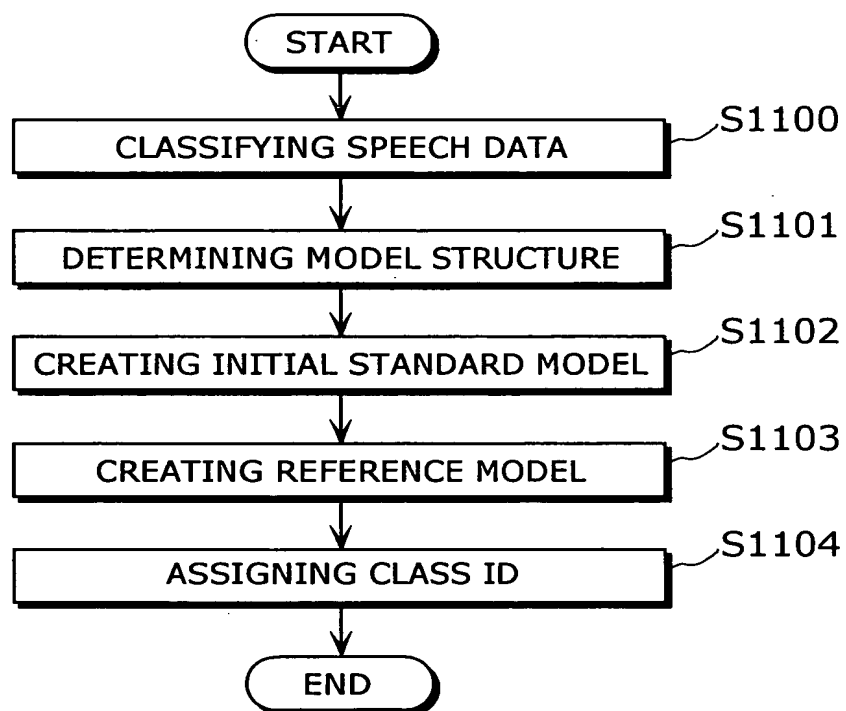 START
CLASSIFYING SPEECH DATA
S1100
DETERMINING MODEL STRUCTURE
S1101
CREATING INITIAL STANDARD MODEL
S1102
CREATING REFERENCE MODEL
S1103
ASSIGNING CLASS ID
S1104
END